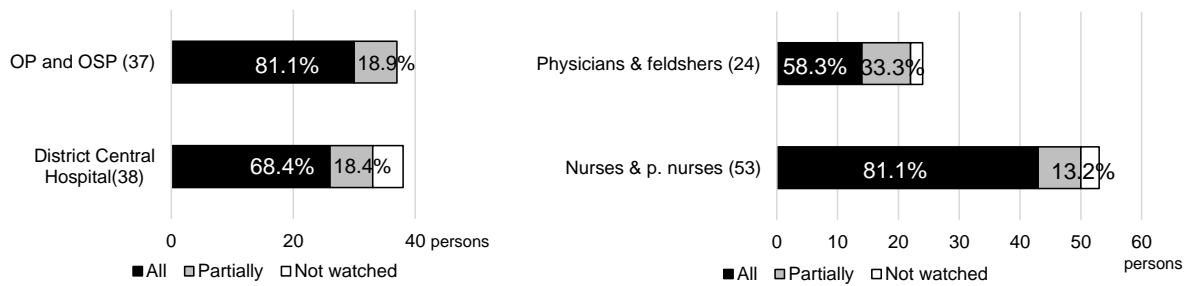 OP and OSP (37)
81.1%
18.9%
District Central
Hospital(38)
68.4%
18.4%
0
20
40 persons
All Partially Not watched
0 10 20 30 40 50 60
persons
Physicians & feldshers (24)
58.3%
33.3%
Nurses & p. nurses (53)
81.1%
13.2%
All Partially Not watched